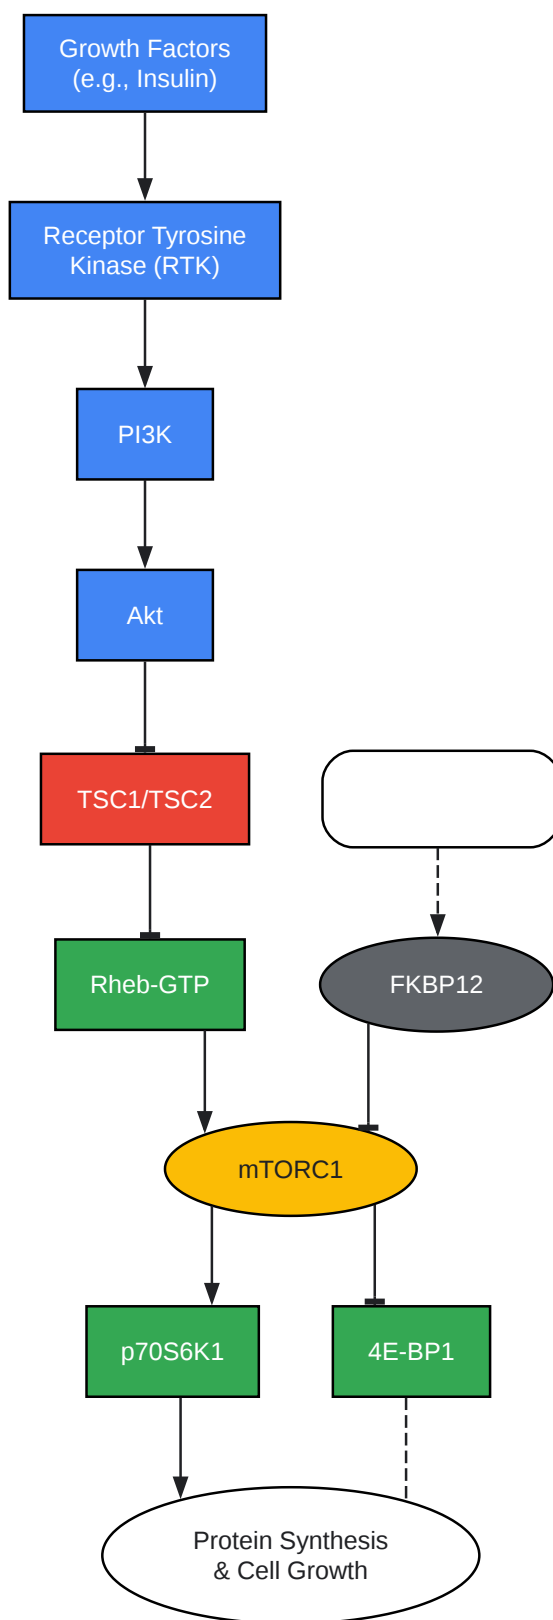 Growth Factors
(e.g., Insulin)
Receptor Tyrosine
Kinase (RTK)
PI3K
Akt
TSC1/TSC2
Rheb-GTP
FKBP12
mTORC1
p70S6K1
4E-BP1
Protein Synthesis
& Cell Growth